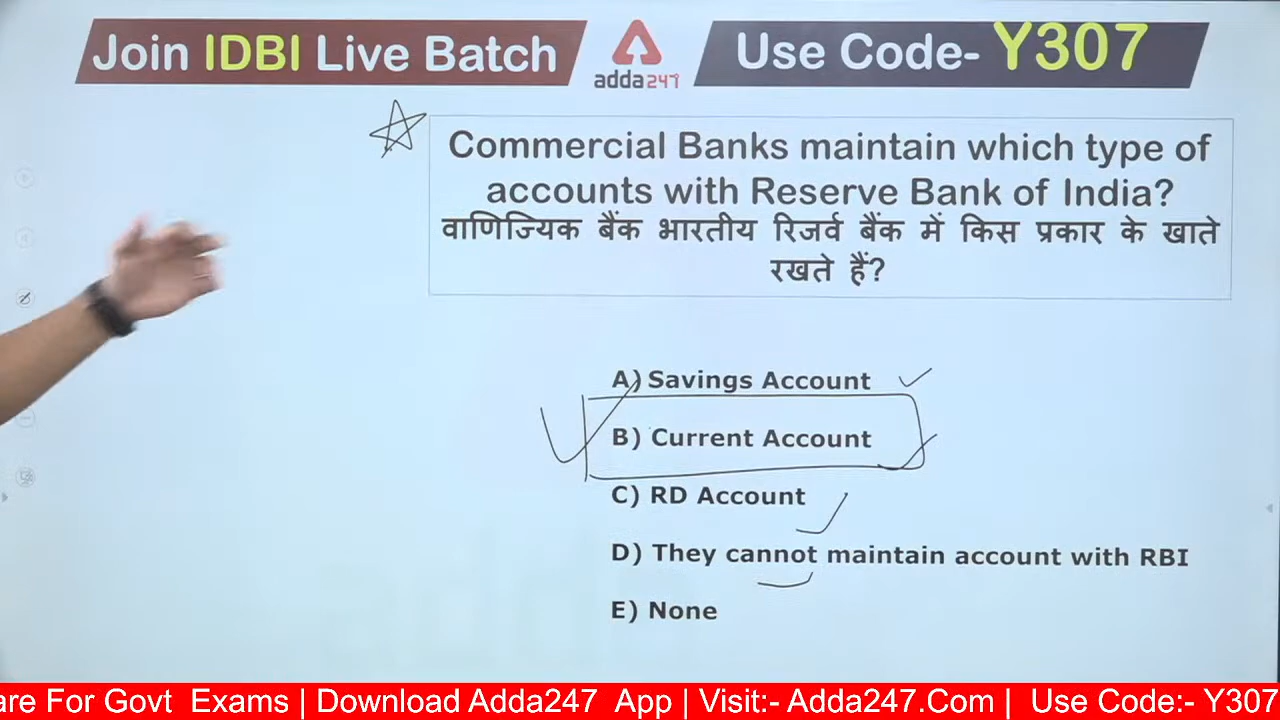 Join IDBI Live Batch
adda247
Use Code- Y307
Commercial Banks maintain which type of
accounts with Reserve Bank of India?
वाणिज्यिक बैंक भारतीय रिजर्व बैंक में किस प्रकार के खाते
रखते हैं?
A) Savings Account
B) Current Account
C) RD Account
D) They cannot maintain account with RBI
E) None
are For Govt Exams | Download Adda247 App | Visit:- Adda247.Com | Use Code:- Y307